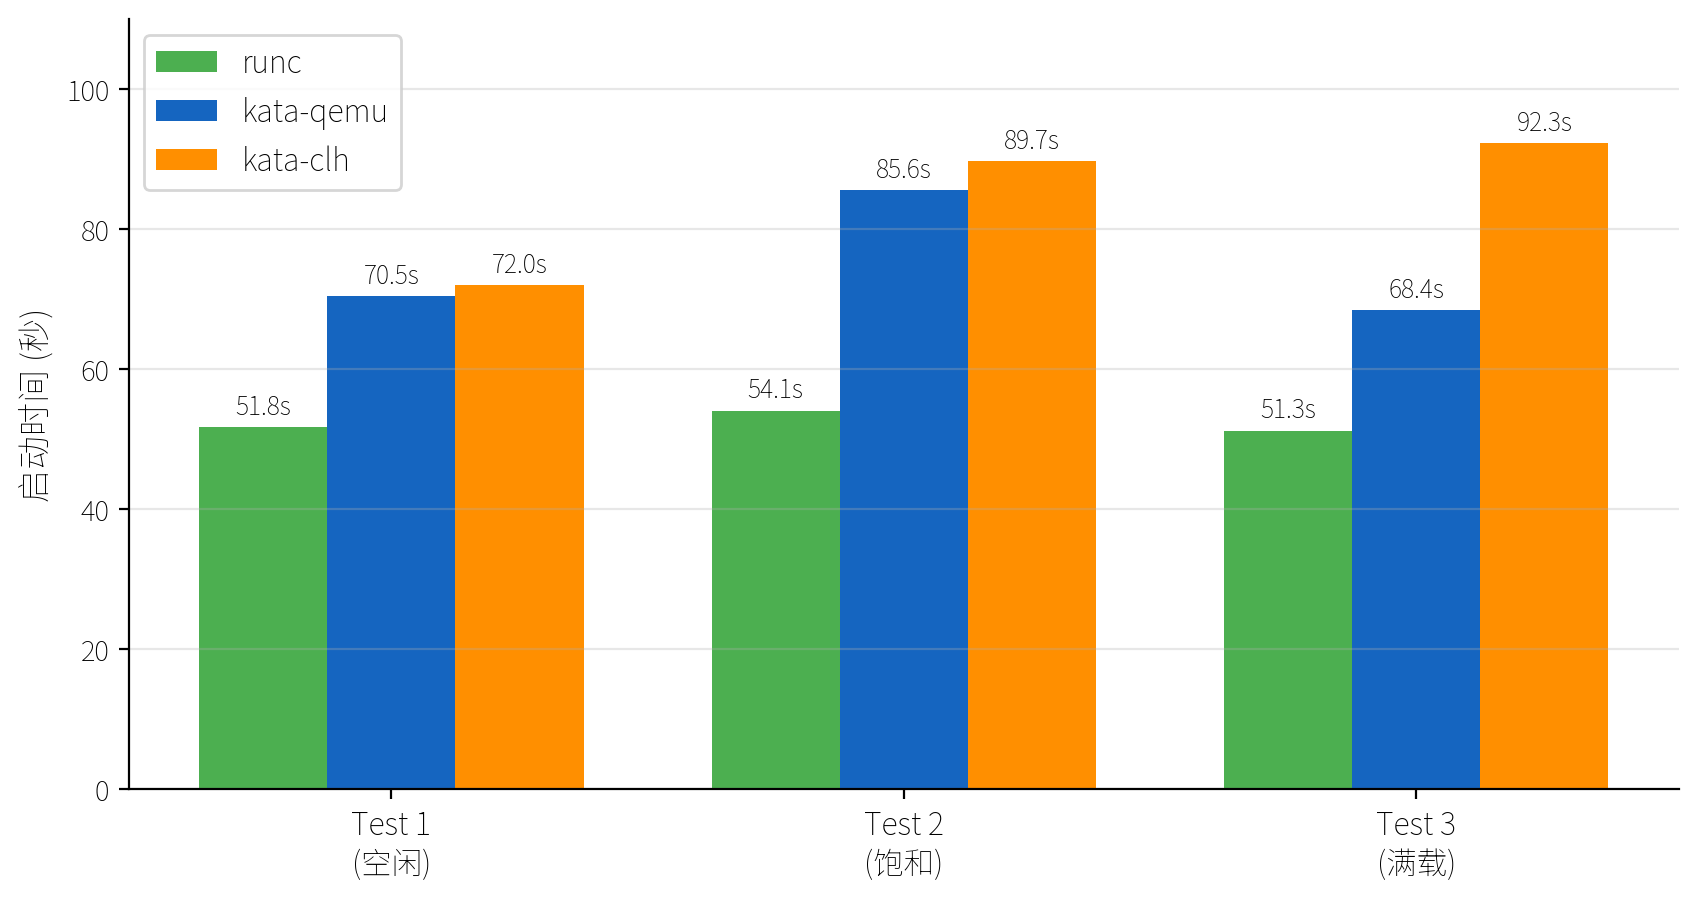 runc
kata-qemu
kata-clh
启动时间 (秒)
100
80
60
40
20
0
51.8s
70.5s
72.0s
54.1s
85.6s
89.7s
51.3s
68.4s
92.3s
Test 1
(空闲)
Test 2
(饱和)
Test 3
(满载)